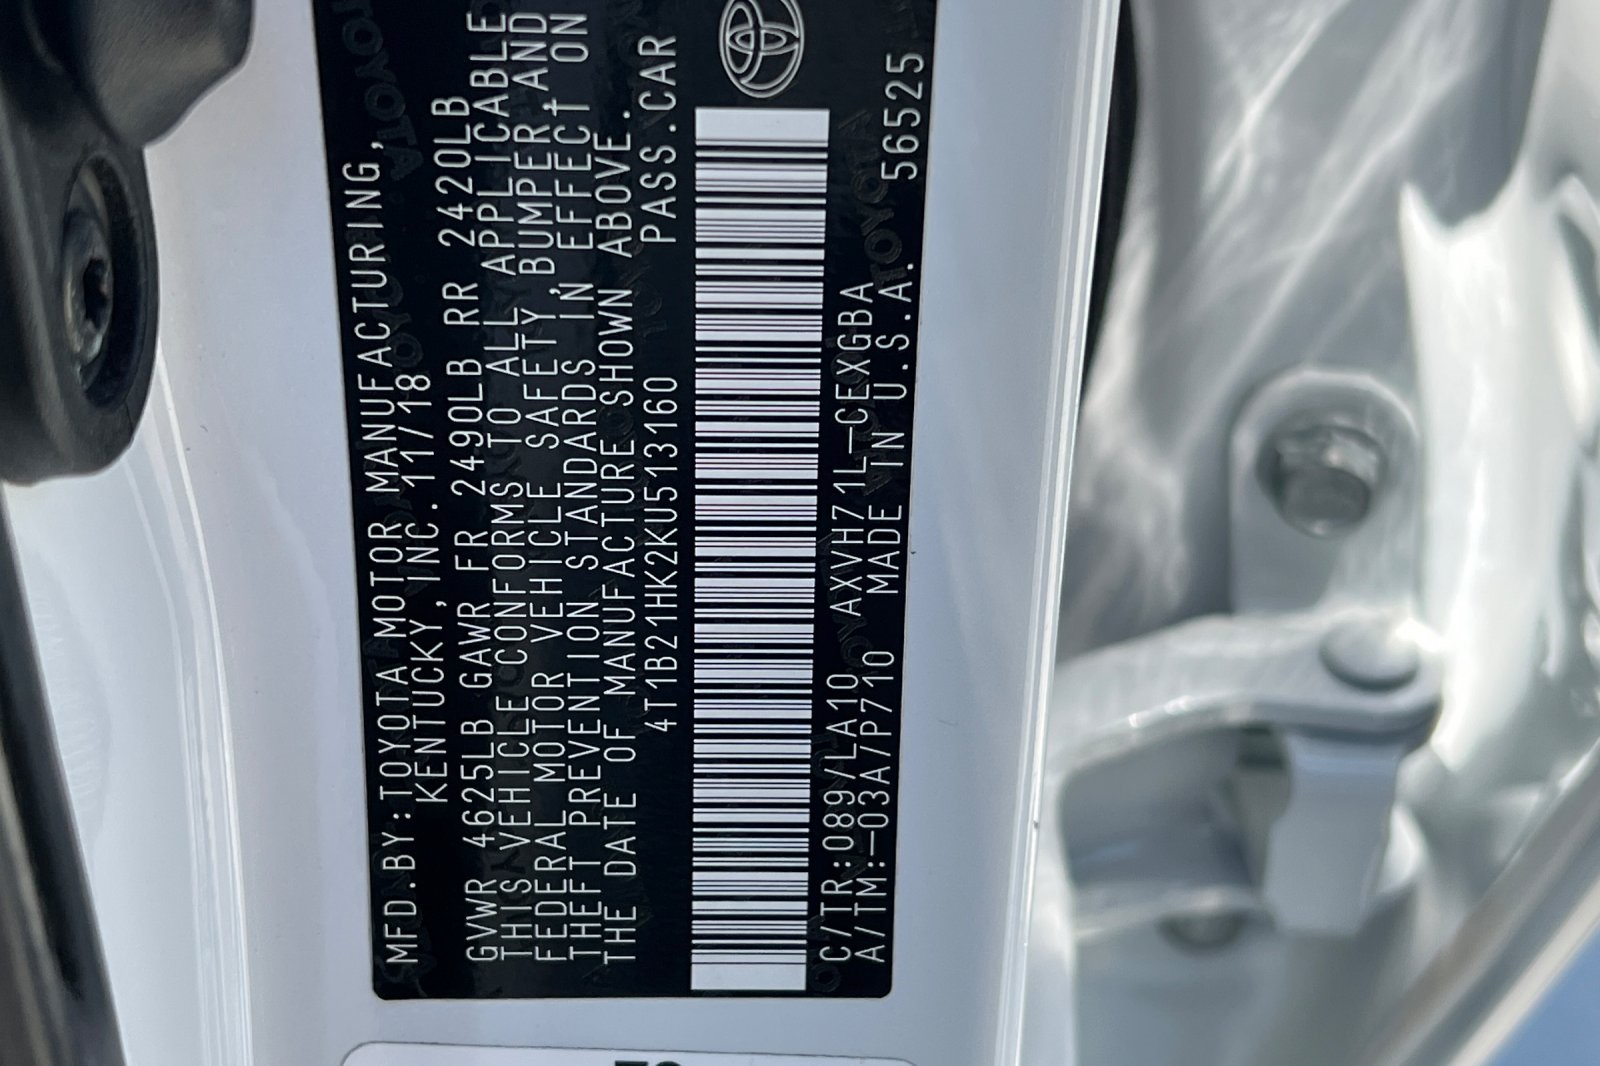 MFD.BY:TOYOTA MOTOR MANUFACTURING,
KENTUCKY,INC.11/18
GVWR 4625LB GAWR FR 2490LB RR 2420LB
THIS VEHICLE CONFORMS TO ALL APPLICABLE
FEDERAL MOTOR VEHICLE SAFETY,BUMPER,AND
THEFT PREVENTION STANDARDS IN EFFECT ON
THE DATE OF MANUFACTURE SHOWN ABOVE.
4T1B21HK2KU513160 PASS.CAR
C/TR:089/LA10 AXVH71L-CEXGBA
A/TM:-03A/P710 MADE IN U.S.A. 56525